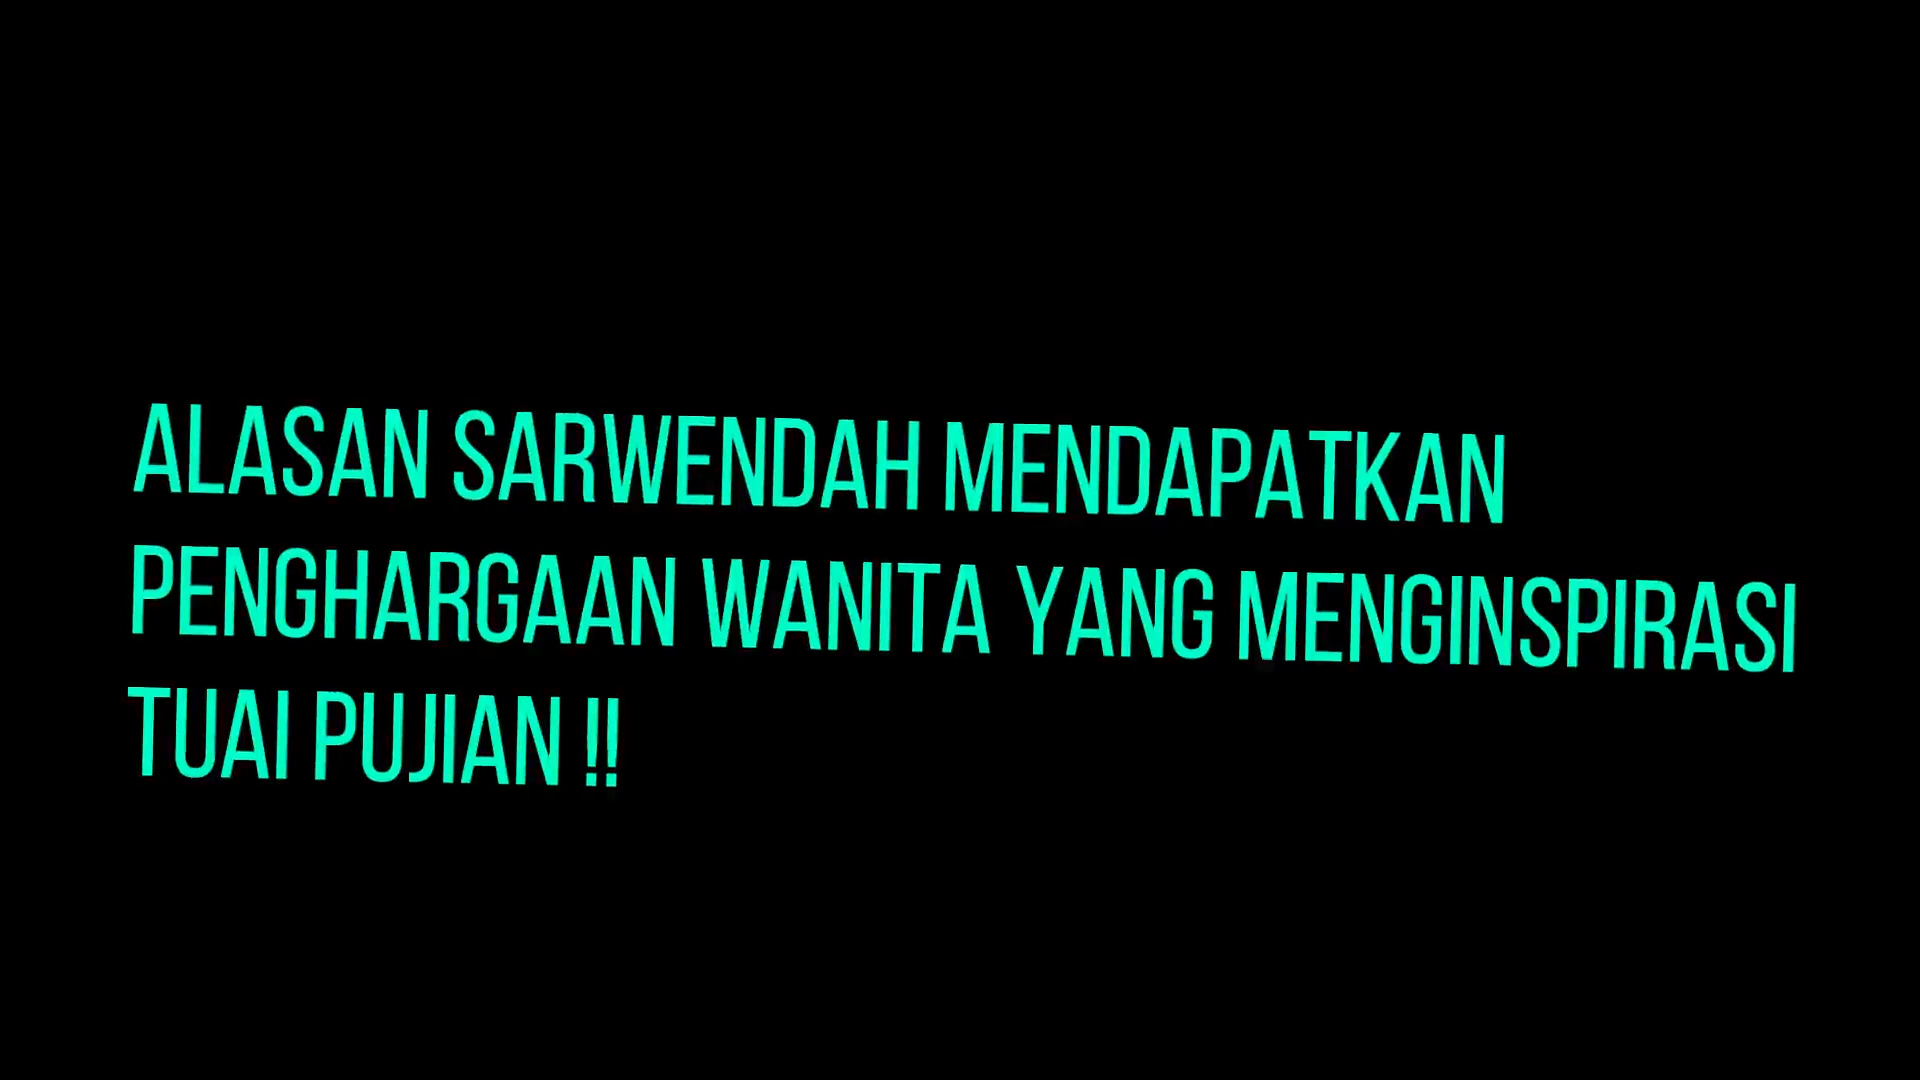 ALASAN SARWENDAH MENDAPATKAN
PENGHARGAAN WANITA YANG MENGINSPIRASI
TUAI PUJIAN !!